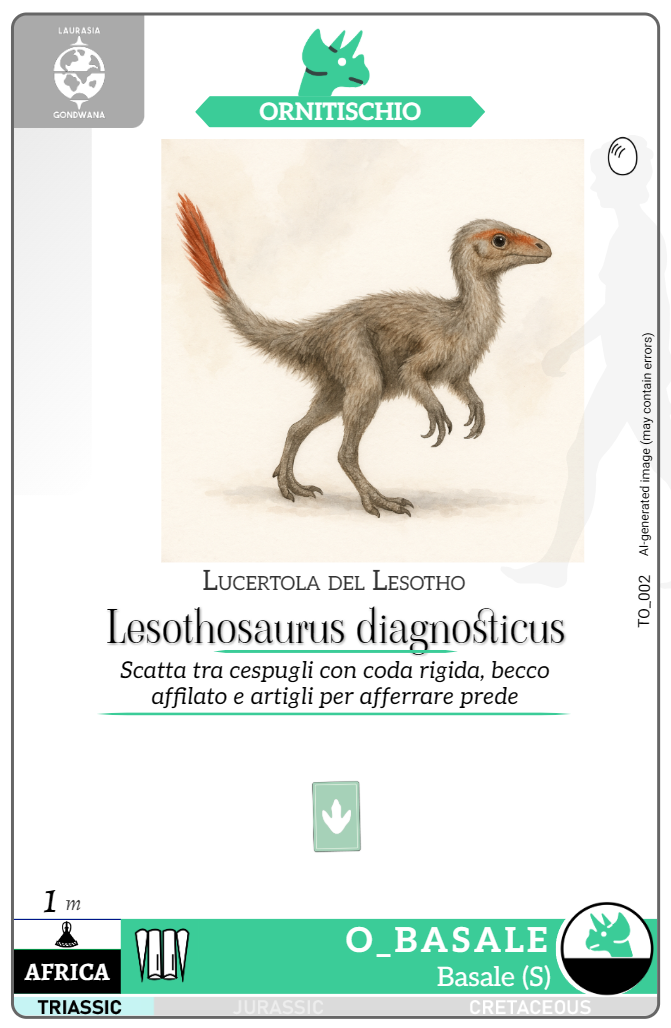 LAURASIA
GONDWANA
ORNITISCHIO
AI-generated image (may contain errors)
TO_002
Lucertola del Lesotho
Lesothosaurus diagnosticus
Scatta tra cespugli con coda rigida, becco
affilato e artigli per afferrare prede
1 m
AFRICA
O_BASALE
Basale (S)
TRIASSIC
JURASSIC
CRETACEOUS